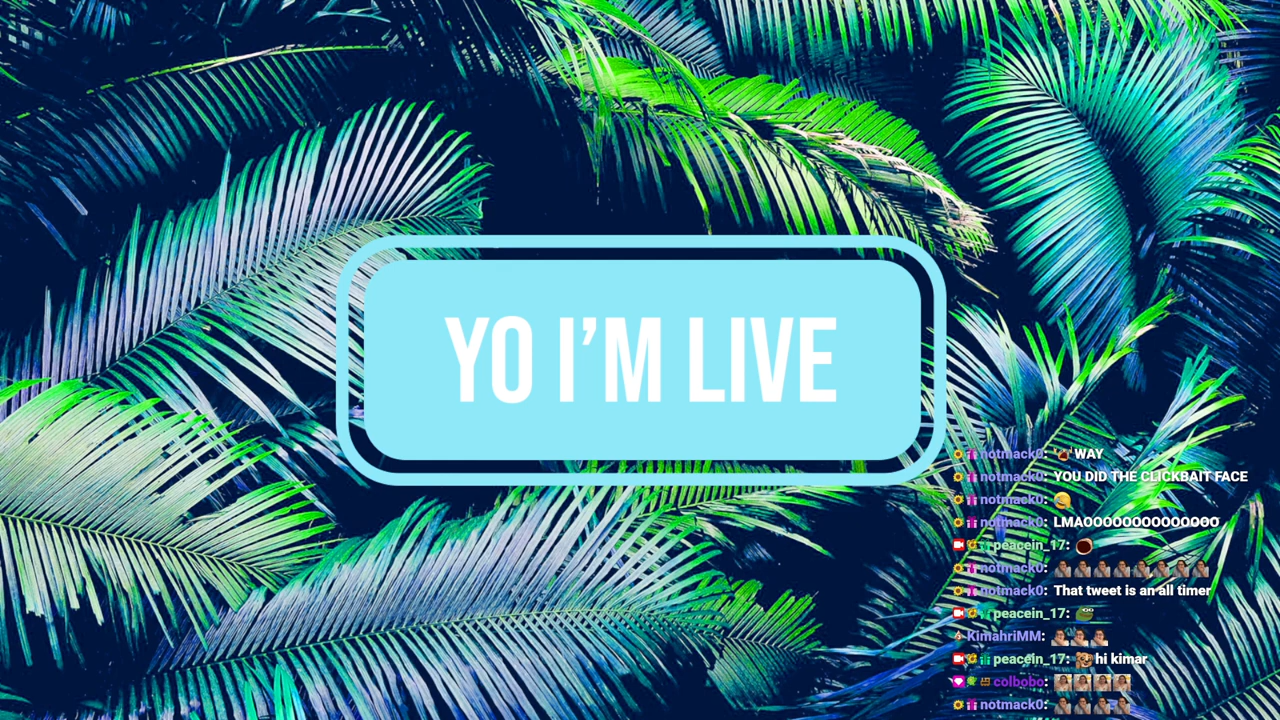 YO I'M LIVE
notmack0: WAY
notmack0: YOU DID THE CLICKBAIT FACE
notmack0:
notmack0: LMAOOOOOOOOOOOOOOO
peacein_17:
notmack0:
notmack0: That tweet is an all timer
peacein_17:
KimahriMM:
peacein_17: hi kimar
colbobo:
notmack0: